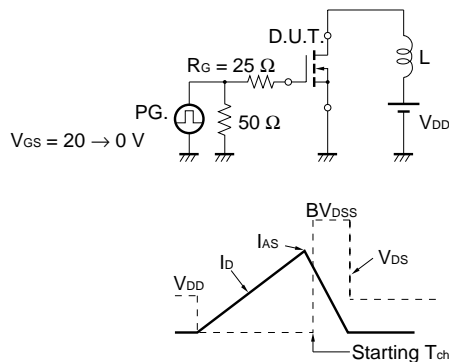 D.U.T.
RG = 25 Ω
L
PG.
50 Ω
VDD
VGS = 20 → 0 V
BVDSS
IAS
VDD
ID
VDS
Starting Tch